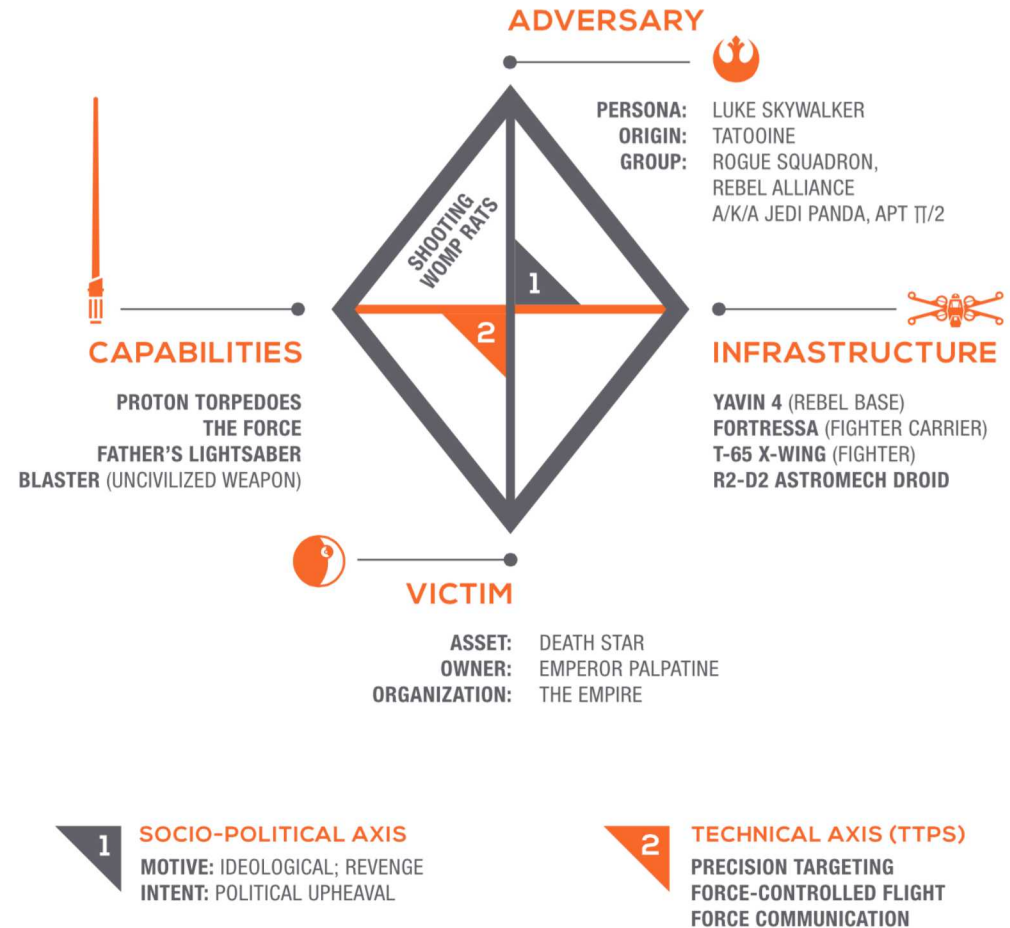 ADVERSARY
PERSONA: LUKE SKYWALKER
ORIGIN: TATOOINE
GROUP: ROGUE SQUADRON,
REBEL ALLIANCE
A/K/A JEDI PANDA, APT ∏/2
SHOOTING
WOMP RATS
1
2
CAPABILITIES
PROTON TORPEDOES
THE FORCE
FATHER'S LIGHTSABER
BLASTER (UNCIVILIZED WEAPON)
INFRASTRUCTURE
YAVIN 4 (REBEL BASE)
FORTRESSA (FIGHTER CARRIER)
T-65 X-WING (FIGHTER)
R2-D2 ASTROMECH DROID
VICTIM
ASSET: DEATH STAR
OWNER: EMPEROR PALPATINE
ORGANIZATION: THE EMPIRE
1
SOCIO-POLITICAL AXIS
MOTIVE: IDEOLOGICAL; REVENGE
INTENT: POLITICAL UPHEAVAL
2
TECHNICAL AXIS (TTPS)
PRECISION TARGETING
FORCE-CONTROLLED FLIGHT
FORCE COMMUNICATION